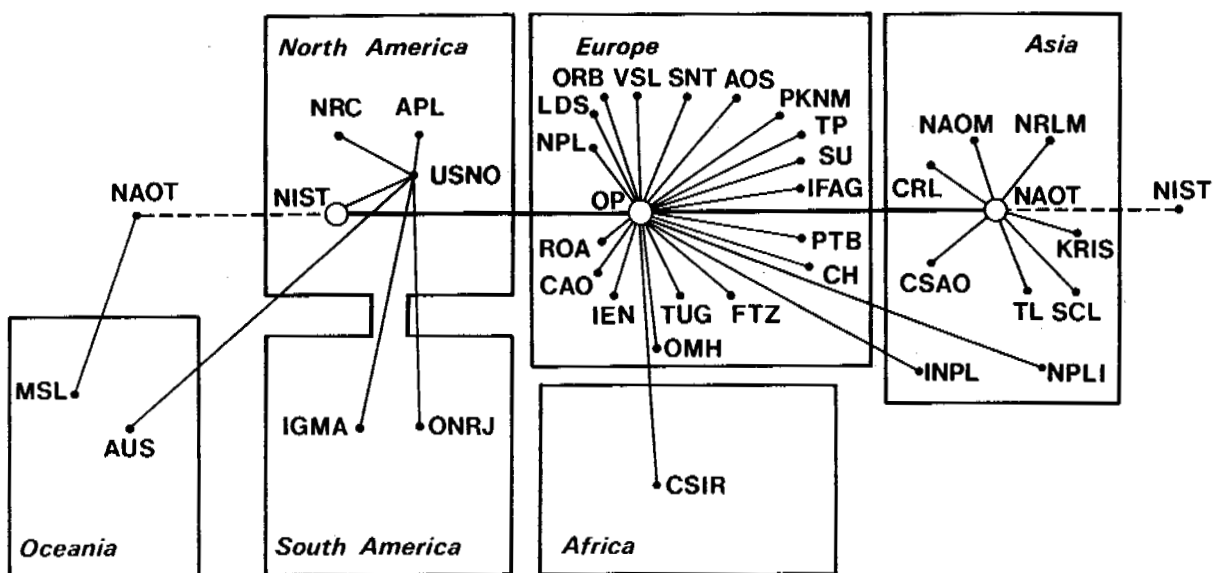 North America
Europe
Asia
NRC
APL
ORB
VSL
SNT
AOS
LDS
PKNM
NPL
TP
NAOM
NRLM
USNO
SU
CRL
NAOT
NIST
OP
IFAG
NAOT
NIST
ROA
PTB
KRIS
CAO
CH
CSAO
IEN
TUG
FTZ
TL
SCL
OMH
INPL
NPLI
MSL
AUS
IGMA
ONRJ
CSIR
Oceania
South America
Africa